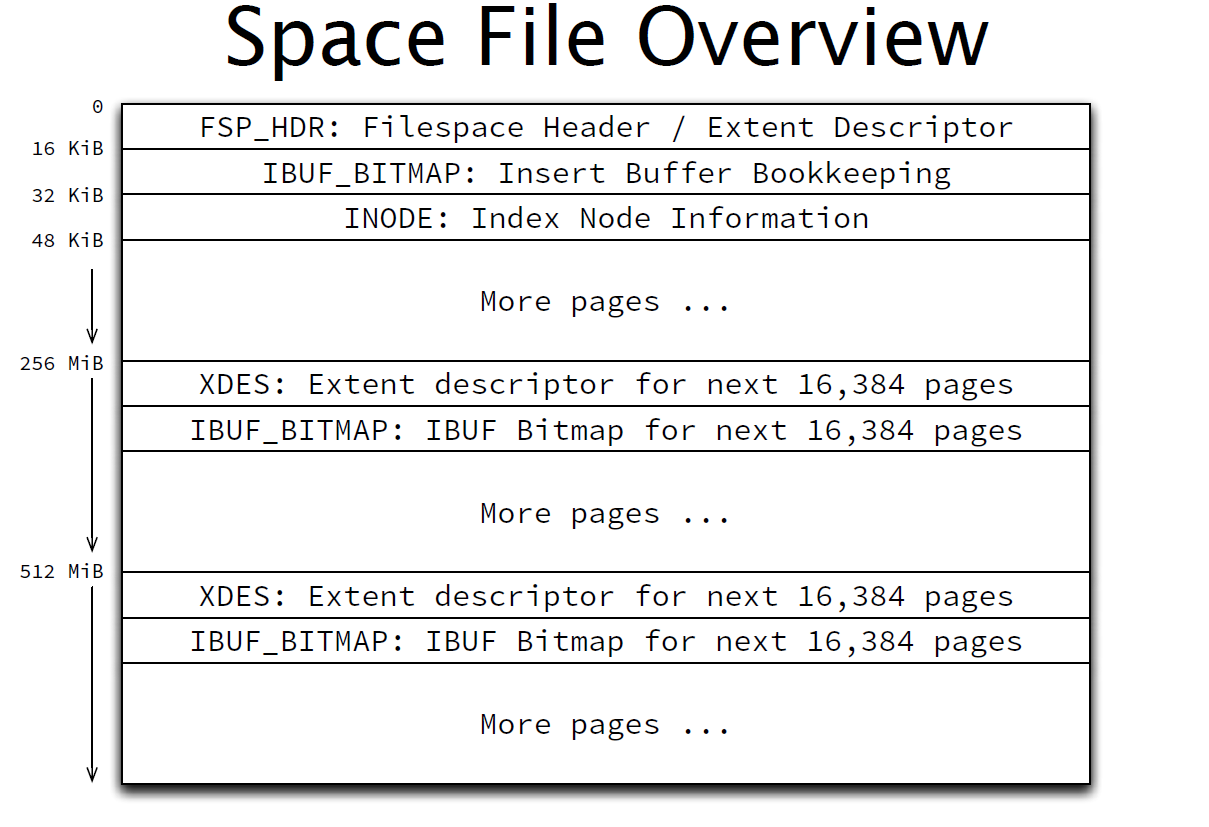 Space File Overview
0
FSP_HDR: Filespace Header / Extent Descriptor
16 KiB
IBUF_BITMAP: Insert Buffer Bookkeeping
32 KiB
INODE: Index Node Information
48 KiB
More pages ...
256 MiB
XDES: Extent descriptor for next 16,384 pages
IBUF_BITMAP: IBUF Bitmap for next 16,384 pages
More pages ...
512 MiB
XDES: Extent descriptor for next 16,384 pages
IBUF_BITMAP: IBUF Bitmap for next 16,384 pages
More pages ...